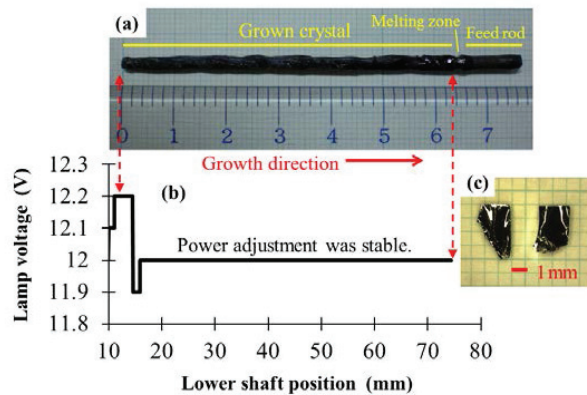 (a)
Grown crystal
Melting zone
Feed rod
0 1 2 3 4 5 6 7
Growth direction
12.3
12.2
12.1
12
11.9
11.8
Lamp voltage (V)
(b)
Power adjustment was stable.
(c)
1mm
10 20 30 40 50 60 70 80
Lower shaft position (mm)